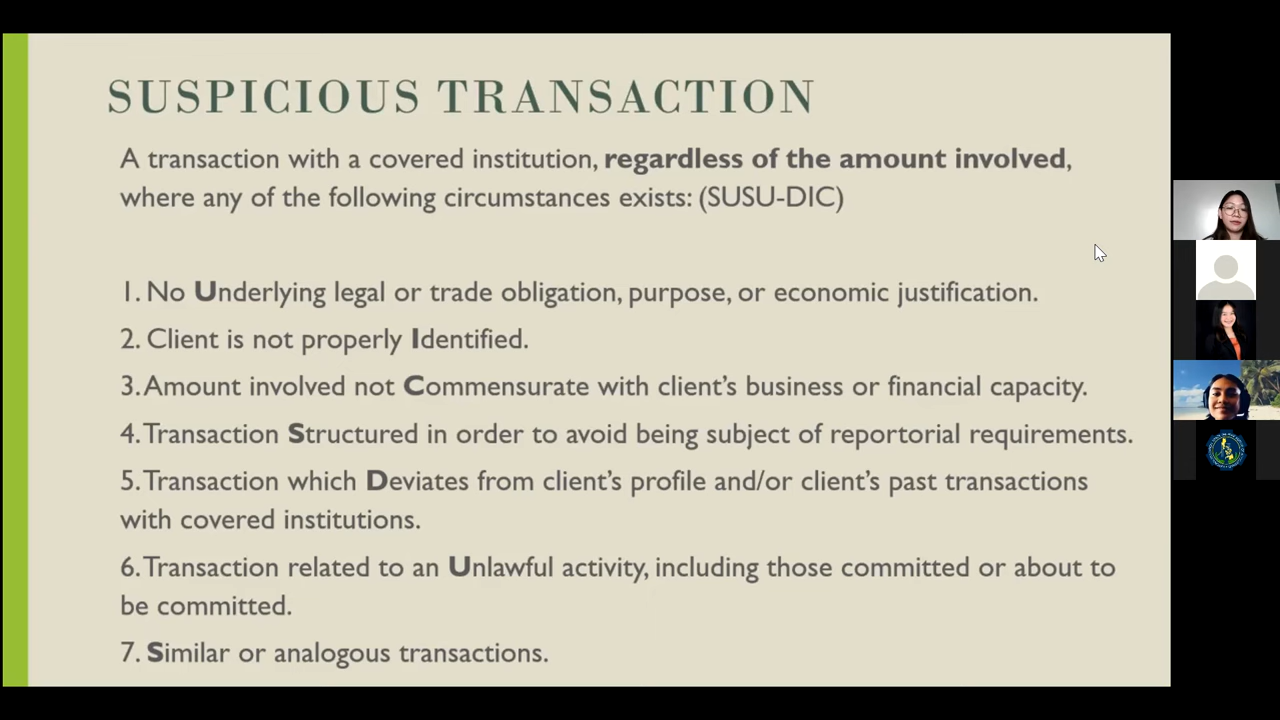 SUSPICIOUS TRANSACTION
A transaction with a covered institution, regardless of the amount involved,
where any of the following circumstances exists: (SUSU-DIC)
1. No Underlying legal or trade obligation, purpose, or economic justification.
2. Client is not properly Identified.
3. Amount involved not Commensurate with client's business or financial capacity.
4. Transaction Structured in order to avoid being subject of reportorial requirements.
5. Transaction which Deviates from client's profile and/or client's past transactions
with covered institutions.
6. Transaction related to an Unlawful activity, including those committed or about to
be committed.
7. Similar or analogous transactions.